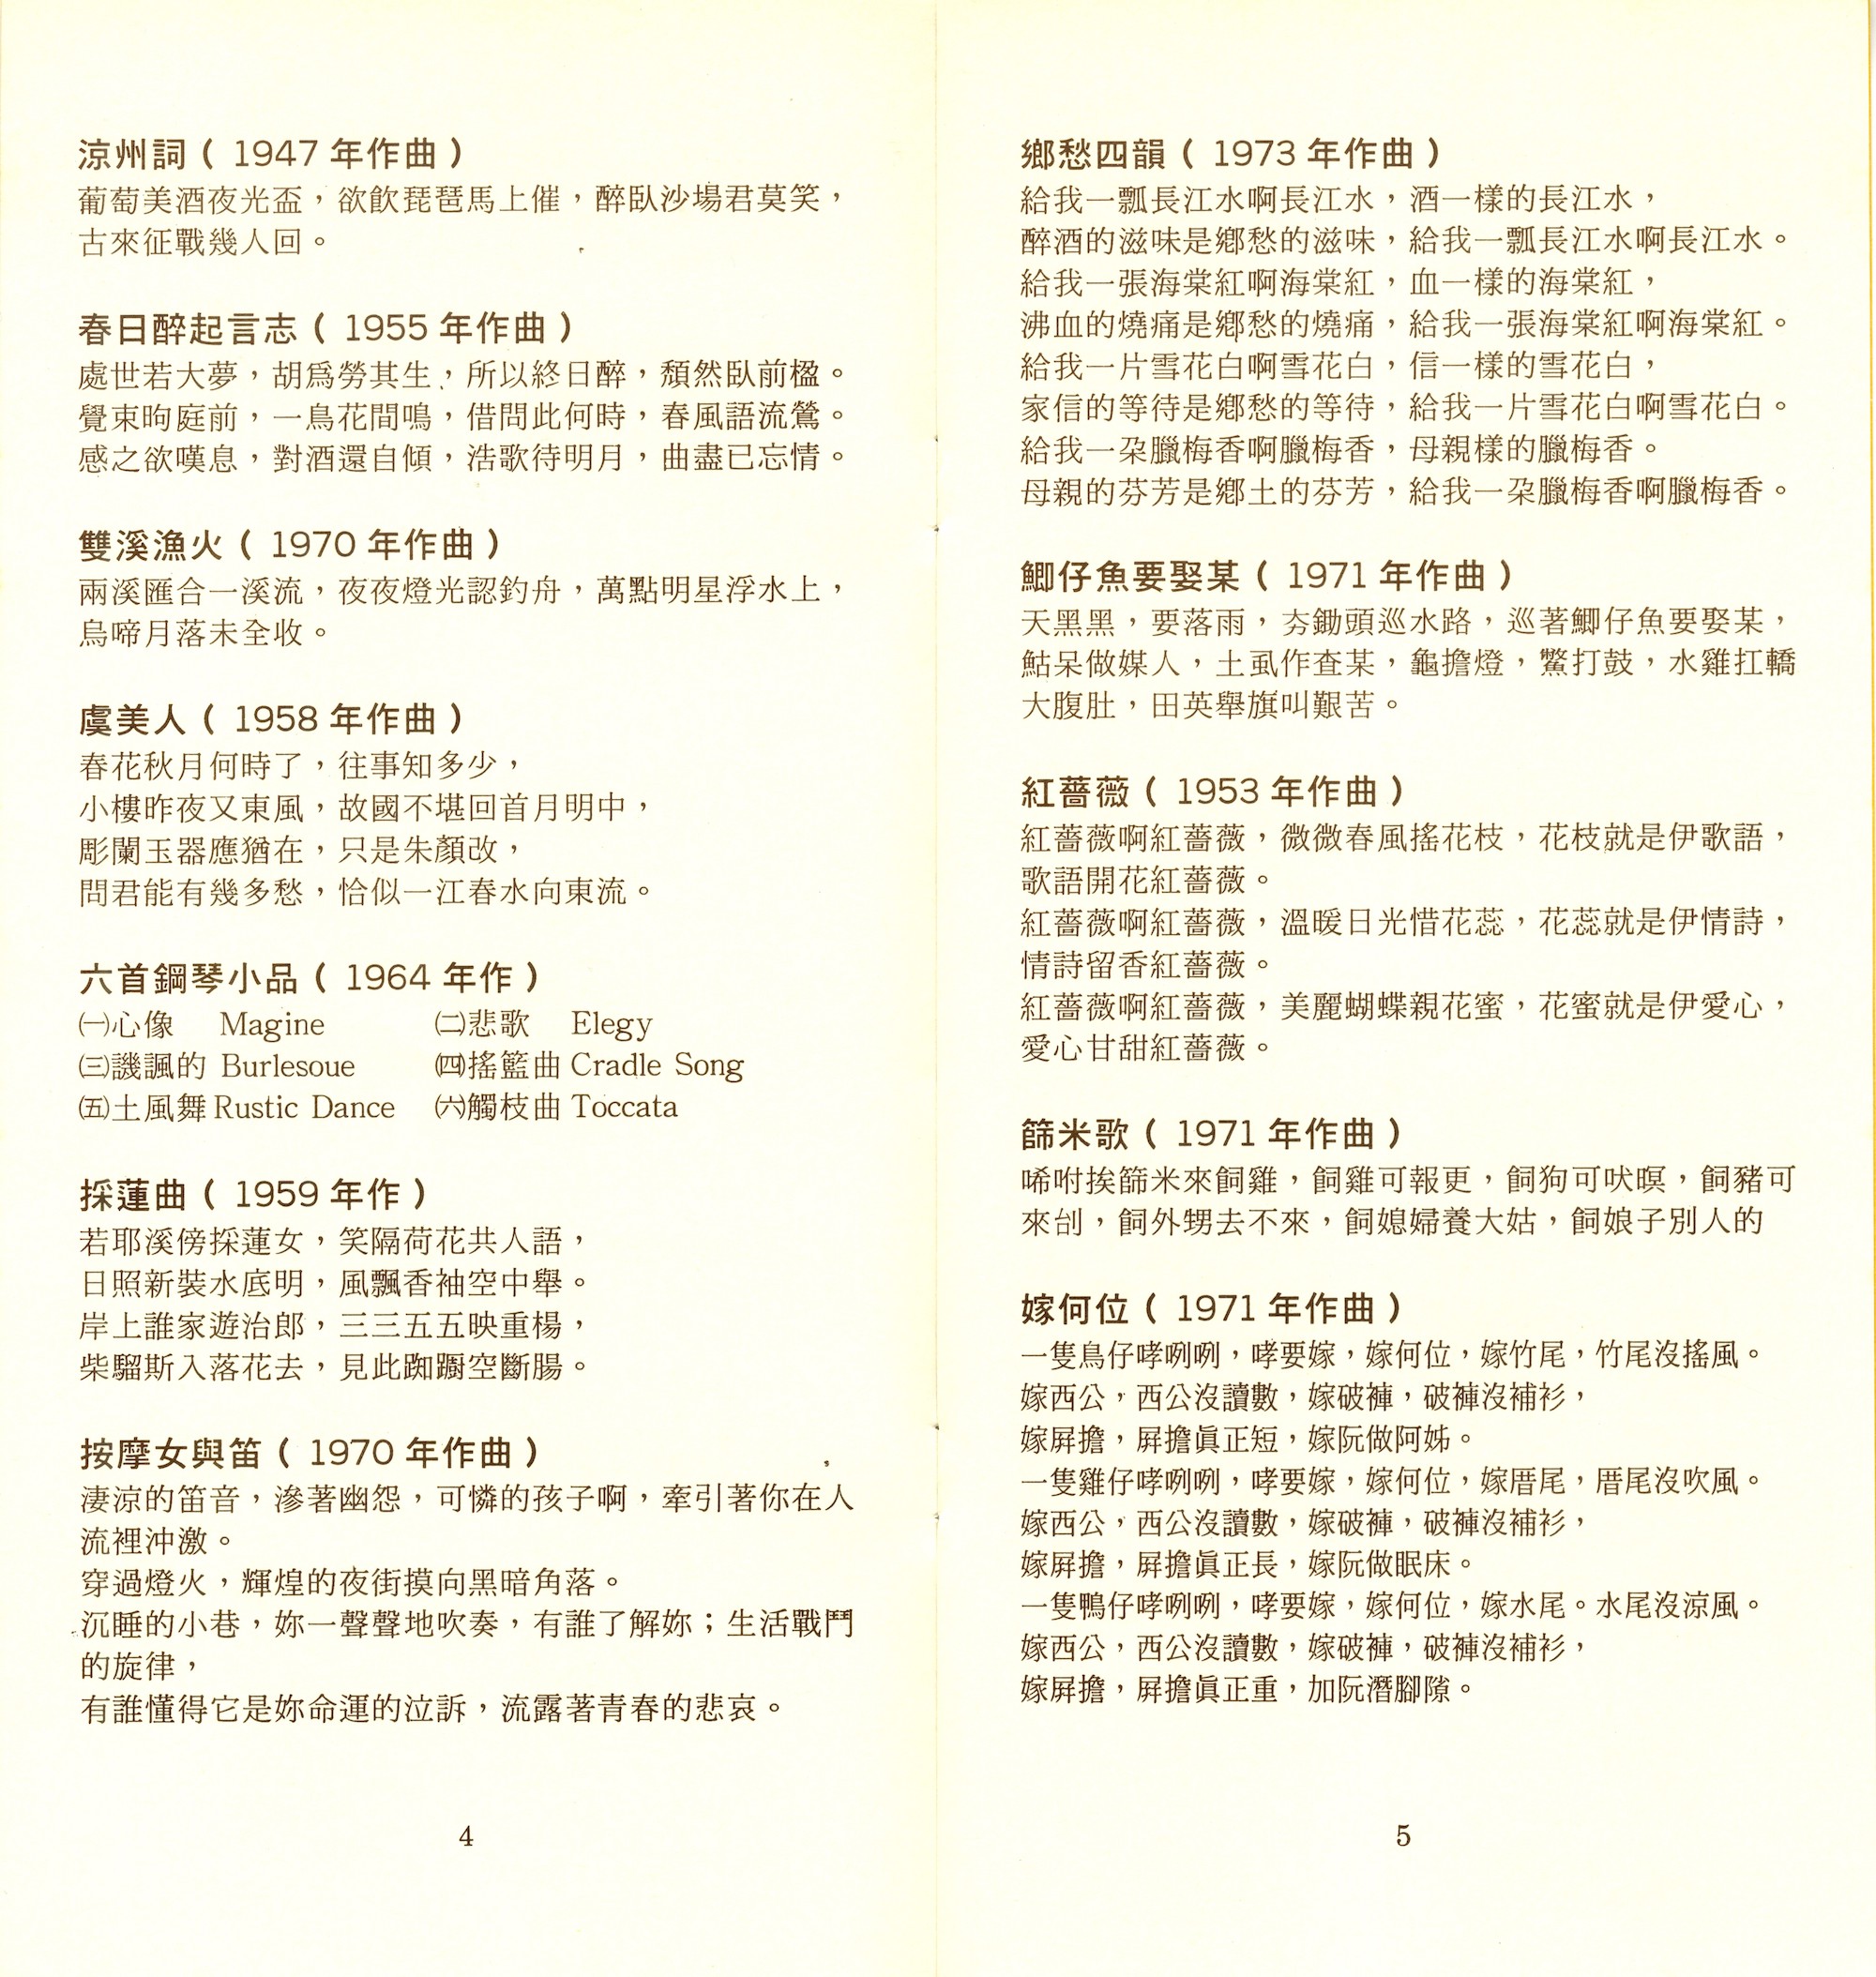 涼州詞（1947 年作曲）
葡萄美酒夜光盃，欲飲琵琶馬上催，醉臥沙場君莫笑，
古來征戰幾人回。
春日醉起言志（1955 年作曲）
處世若大夢，胡爲勞其生，所以終日醉，頹然臥前楹。
覺束昫庭前，一鳥花間鳴，借問此何時，春風語流鶯。
感之欲嘆息，對酒還自傾，浩歌待明月，曲盡已忘情。
雙溪漁火（1970 年作曲）
兩溪匯合一溪流，夜夜燈光認釣舟，萬點明星浮水上，
烏啼月落未全收。
虞美人（1958 年作曲）
春花秋月何時了，往事知多少，
小樓昨夜又東風，故國不堪回首月明中，
彫闌玉器應猶在，只是朱顏改，
問君能有幾多愁，恰似一江春水向東流。
六首鋼琴小品（1964 年作）
㈠心像 Magine ㈡悲歌 Elegy
㈢譏諷的 Burlesoue ㈣搖籃曲 Cradle Song
㈤土風舞 Rustic Dance ㈥觸枝曲 Toccata
採蓮曲（1959 年作）
若耶溪傍採蓮女，笑隔荷花共人語，
日照新裝水底明，風飄香袖空中舉。
岸上誰家遊治郎，三三五五映重楊，
柴騮斯入落花去，見此踟躕空斷腸。
按摩女與笛（1970 年作曲）
淒涼的笛音，滲著幽怨，可憐的孩子啊，牽引著你在人
流裡沖激。
穿過燈火，輝煌的夜街摸向黑暗角落。
沉睡的小巷，妳一聲聲地吹奏，有誰了解妳；生活戰鬥
的旋律，
有誰懂得它是妳命運的泣訴，流露著青春的悲哀。
4
鄉愁四韻（1973 年作曲）
給我一瓢長江水啊長江水，酒一樣的長江水，
醉酒的滋味是鄉愁的滋味，給我一瓢長江水啊長江水。
給我一張海棠紅啊海棠紅，血一樣的海棠紅，
沸血的燒痛是鄉愁的燒痛，給我一張海棠紅啊海棠紅。
給我一片雪花白啊雪花白，信一樣的雪花白，
家信的等待是鄉愁的等待，給我一片雪花白啊雪花白。
給我一朶臘梅香啊臘梅香，母親樣的臘梅香。
母親的芬芳是鄉土的芬芳，給我一朶臘梅香啊臘梅香。
鯽仔魚要娶某（1971 年作曲）
天黑黑，要落雨，夯鋤頭巡水路，巡著鯽仔魚要娶某，
鮕呆做媒人，土虱作查某，龜擔燈，鱉打鼓，水雞扛轎
大腹肚，田英舉旗叫艱苦。
紅薔薇（1953 年作曲）
紅薔薇啊紅薔薇，微微春風搖花枝，花枝就是伊歌語，
歌語開花紅薔薇。
紅薔薇啊紅薔薇，溫暖日光惜花蕊，花蕊就是伊情詩，
情詩留香紅薔薇。
紅薔薇啊紅薔薇，美麗蝴蝶親花蜜，花蜜就是伊愛心，
愛心甘甜紅薔薇。
篩米歌（1971 年作曲）
唏咐挨篩米來飼雞，飼雞可報更，飼狗可吠暝，飼豬可
來刣，飼外甥去不來，飼媳婦養大姑，飼娘子別人的
嫁何位（1971 年作曲）
一隻鳥仔哮咧咧，哮要嫁，嫁何位，嫁竹尾，竹尾沒搖風。
嫁西公，西公沒讀數，嫁破褲，破褲沒補衫，
嫁屛擔，屛擔眞正短，嫁阮做阿姊。
一隻雞仔哮咧咧，哮要嫁，嫁何位，嫁厝尾，厝尾沒吹風。
嫁西公，西公沒讀數，嫁破褲，破褲沒補衫，
嫁屛擔，屛擔眞正長，嫁阮做眠床。
一隻鴨仔哮咧咧，哮要嫁，嫁何位，嫁水尾。水尾沒涼風。
嫁西公，西公沒讀數，嫁破褲，破褲沒補衫，
嫁屛擔，屛擔眞正重，加阮潛腳隙。
5